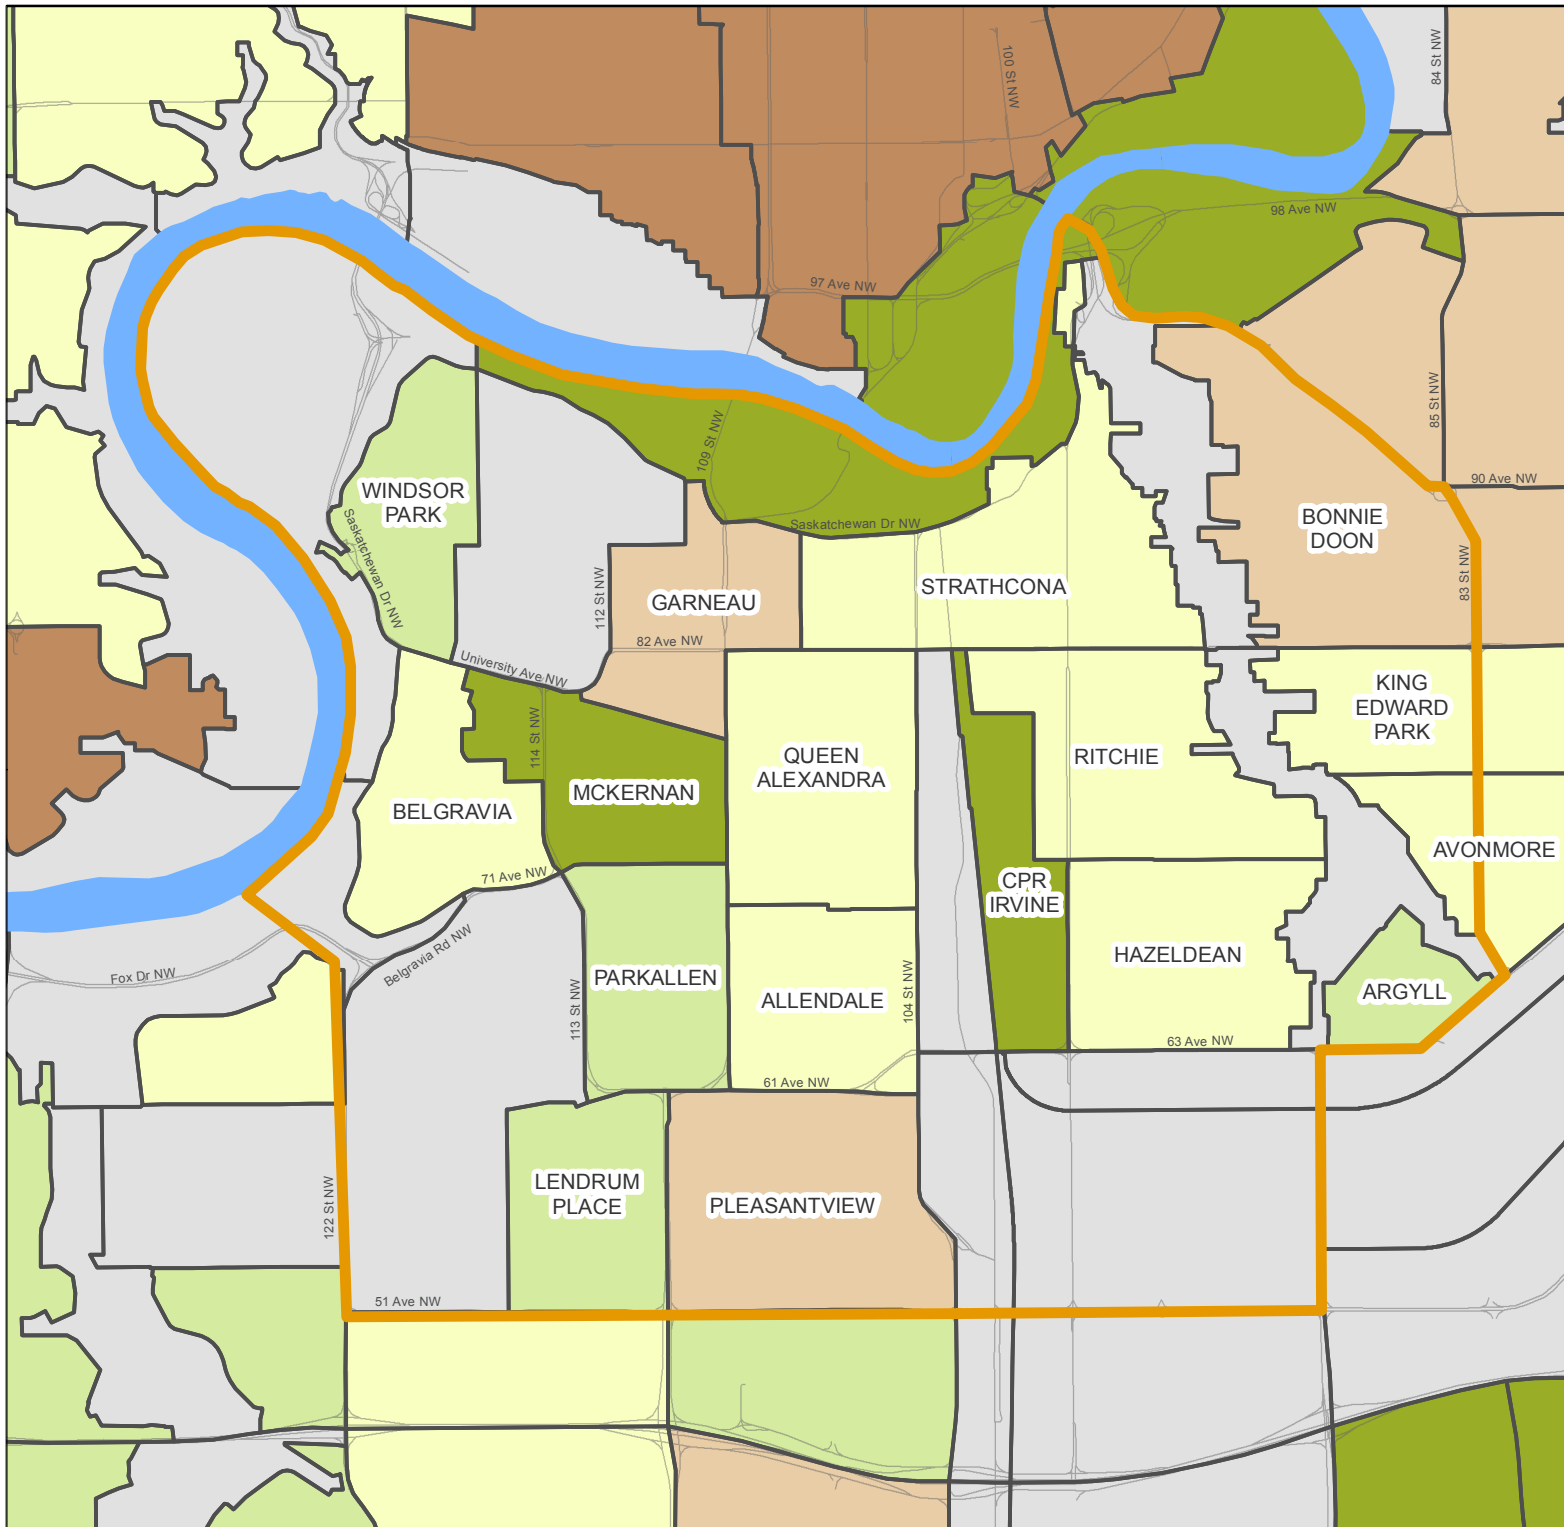 100 St NW
84 St NW
98 Ave NW
97 Ave NW
85 St NW
109 St NW
90 Ave NW
WINDSOR
PARK
Saskatchewan Dr NW
Saskatchewan Dr NW
BONNIE
DOON
83 St NW
112 St NW
GARNEAU
STRATHCONA
82 Ave NW
University Ave NW
KING
EDWARD
PARK
114 St NW
QUEEN
ALEXANDRA
RITCHIE
MCKERNAN
BELGRAVIA
AVONMORE
71 Ave NW
CPR
IRVINE
Belgravia Rd NW
HAZELDEAN
Fox Dr NW
PARKALLEN
ALLENDALE
104 St NW
ARGYLL
113 St NW
63 Ave NW
61 Ave NW
LENDRUM
PLACE
PLEASANTVIEW
122 St NW
51 Ave NW